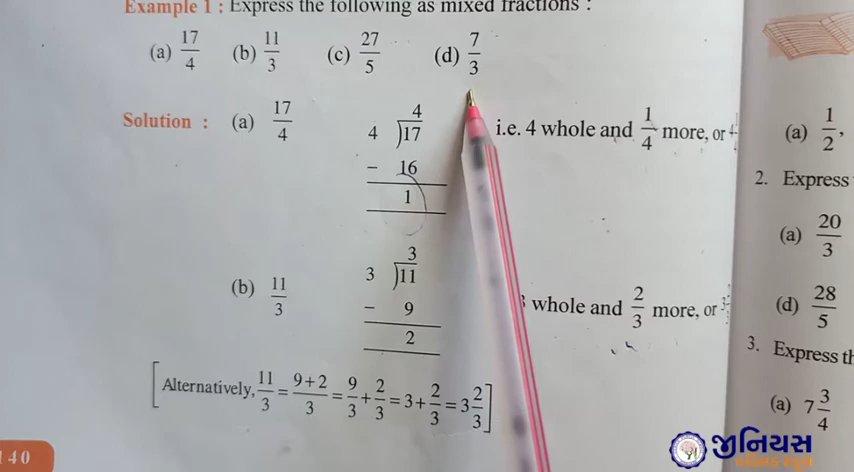 Example 1 : Express the following as mixed fractions :
(a) 17/4 (b) 11/3 (c) 27/5 (d) 7/3
Solution : (a) 17/4
4
4 )17
i.e. 4 whole and 1/4 more, or
− 16
1
(b) 11/3
3
3 )11
whole and 2/3 more, or
− 9
2
[Alternatively, 11/3 = 9+2/3 = 9/3 + 2/3 = 3 + 2/3 = 3 2/3]
(a) 1/2,
2. Express
(a) 20/3
(d) 28/5
3. Express th
(a) 7 3/4
40
જીનિયસ